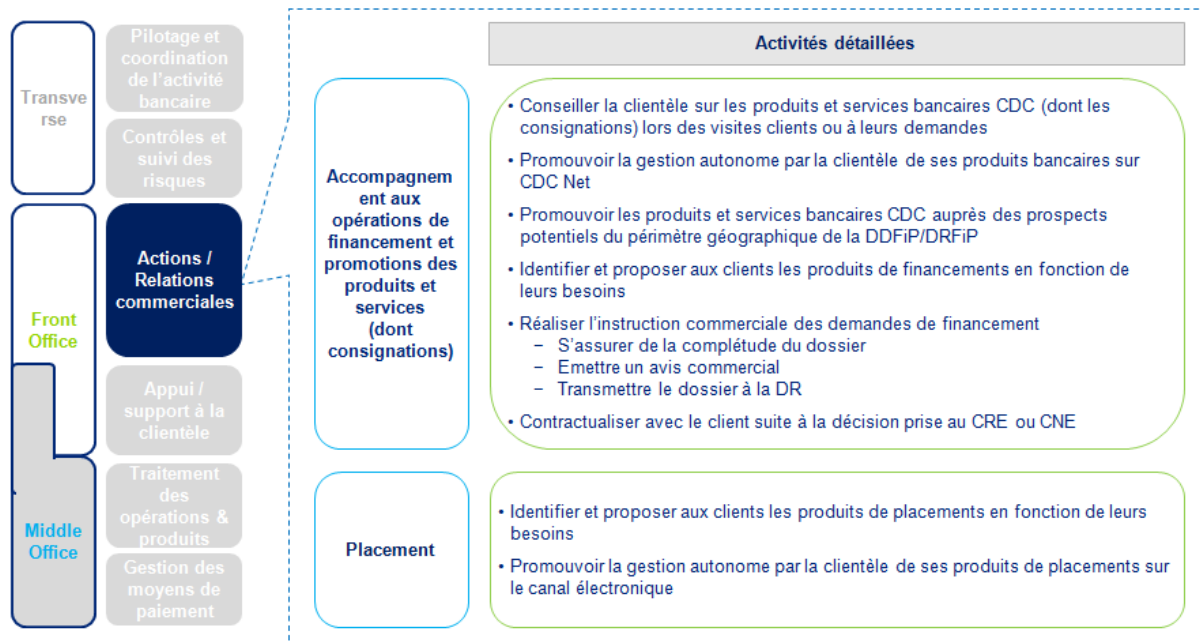 Transve
rse
Front
Office
Middle
Office
Pilotage et
coordination
de l'activité
bancaire
Contrôles et
suivi des
risques
Actions /
Relations
commerciales
Appui /
support à la
clientèle
Traitement
des
opérations &
produits
Gestion des
moyens de
paiement
Activités détaillées
Accompagnem
ent aux
opérations de
financement et
promotions des
produits et
services
(dont
consignations)
• Conseiller la clientèle sur les produits et services bancaires CDC (dont les
consignations) lors des visites clients ou à leurs demandes
• Promouvoir la gestion autonome par la clientèle de ses produits bancaires sur
CDC Net
• Promouvoir les produits et services bancaires CDC auprès des prospects
potentiels du périmètre géographique de la DDFiP/DRFiP
• Identifier et proposer aux clients les produits de financements en fonction de
leurs besoins
• Réaliser l'instruction commerciale des demandes de financement
− S'assurer de la complétude du dossier
− Emettre un avis commercial
− Transmettre le dossier à la DR
• Contractualiser avec le client suite à la décision prise au CRE ou CNE
Placement
• Identifier et proposer aux clients les produits de placements en fonction de leurs
besoins
• Promouvoir la gestion autonome par la clientèle de ses produits de placements sur
le canal électronique